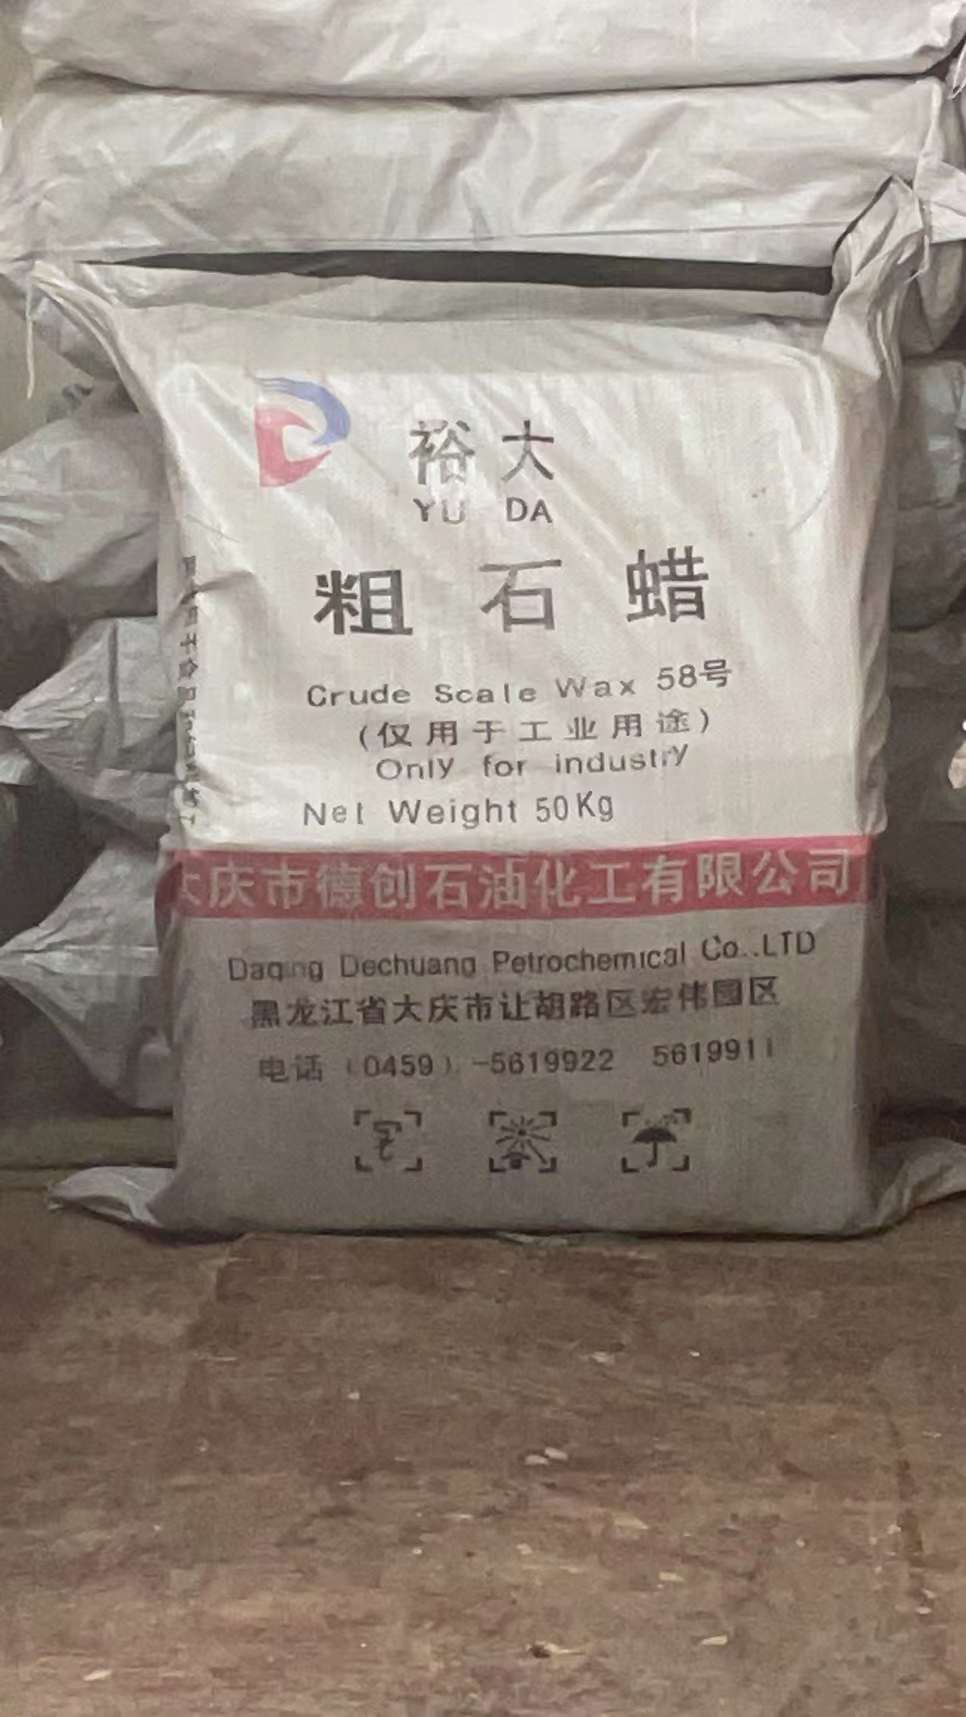 裕大
YU DA
粗石蜡
Crude Scale Wax 58号
(仅用于工业用途)
Only for industry
Net Weight 50Kg
大庆市德创石油化工有限公司
Daqing Dechuang Petrochemical Co..LTD
黑龙江省大庆市让胡路区宏伟园区
电话 (0459) -5619922 5619911